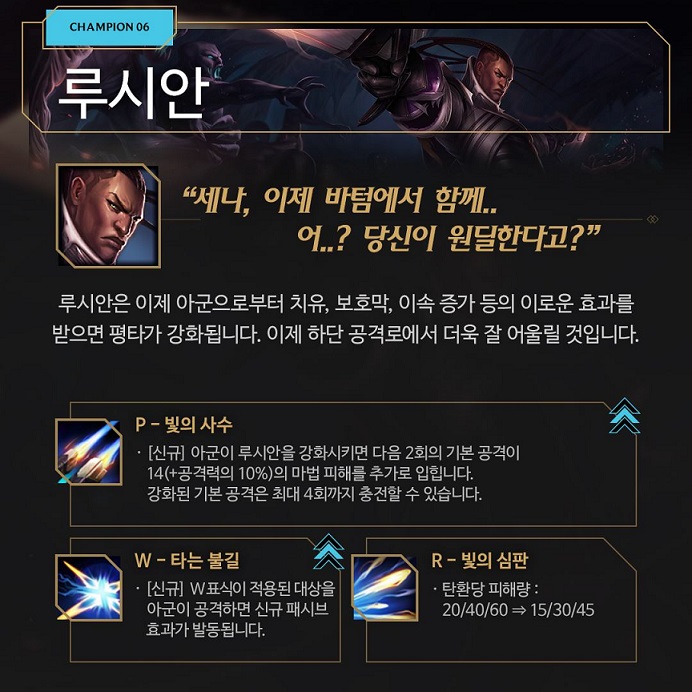 CHAMPION 06
루시안
“세나, 이제 바텀에서 함께..
어..? 당신이 원딜한다고?”
루시안은 이제 아군으로부터 치유, 보호막, 이속 증가 등의 이로운 효과를
받으면 평타가 강화됩니다. 이제 하단 공격로에서 더욱 잘 어울릴 것입니다.
P – 빛의 사수
· [신규] 아군이 루시안을 강화시키면 다음 2회의 기본 공격이
14(+공격력의 10%)의 마법 피해를 추가로 입힙니다.
강화된 기본 공격은 최대 4회까지 충전할 수 있습니다.
W – 타는 불길
· [신규] W표식이 적용된 대상을
아군이 공격하면 신규 패시브
효과가 발동됩니다.
R – 빛의 심판
· 탄환당 피해량 :
20/40/60 ⇒ 15/30/45